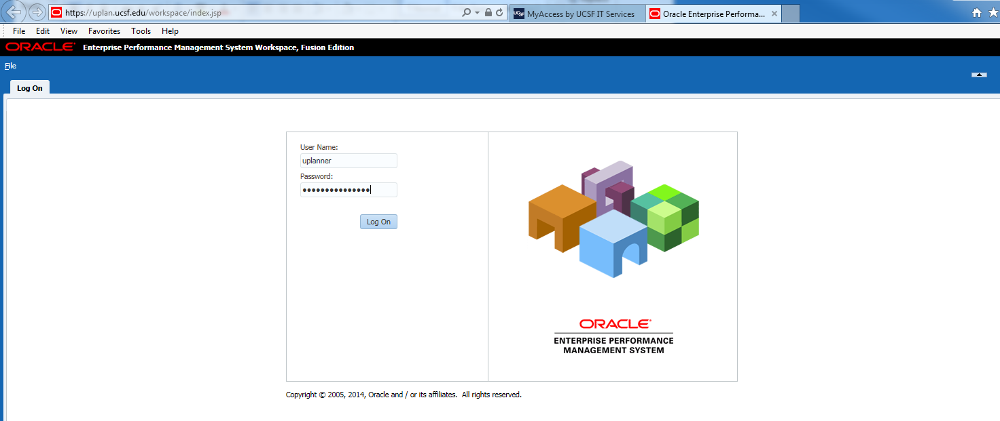 https://uplan.ucsf.edu/workspace/index.jsp
UCSF MyAccess by UCSF IT Services
Oracle Enterprise Performa...
File Edit View Favorites Tools Help
ORACLE Enterprise Performance Management System Workspace, Fusion Edition
File
Log On
User Name:
uplanner
Password:
Log On
ORACLE
ENTERPRISE PERFORMANCE
MANAGEMENT SYSTEM
Copyright © 2005, 2014, Oracle and / or its affiliates. All rights reserved.